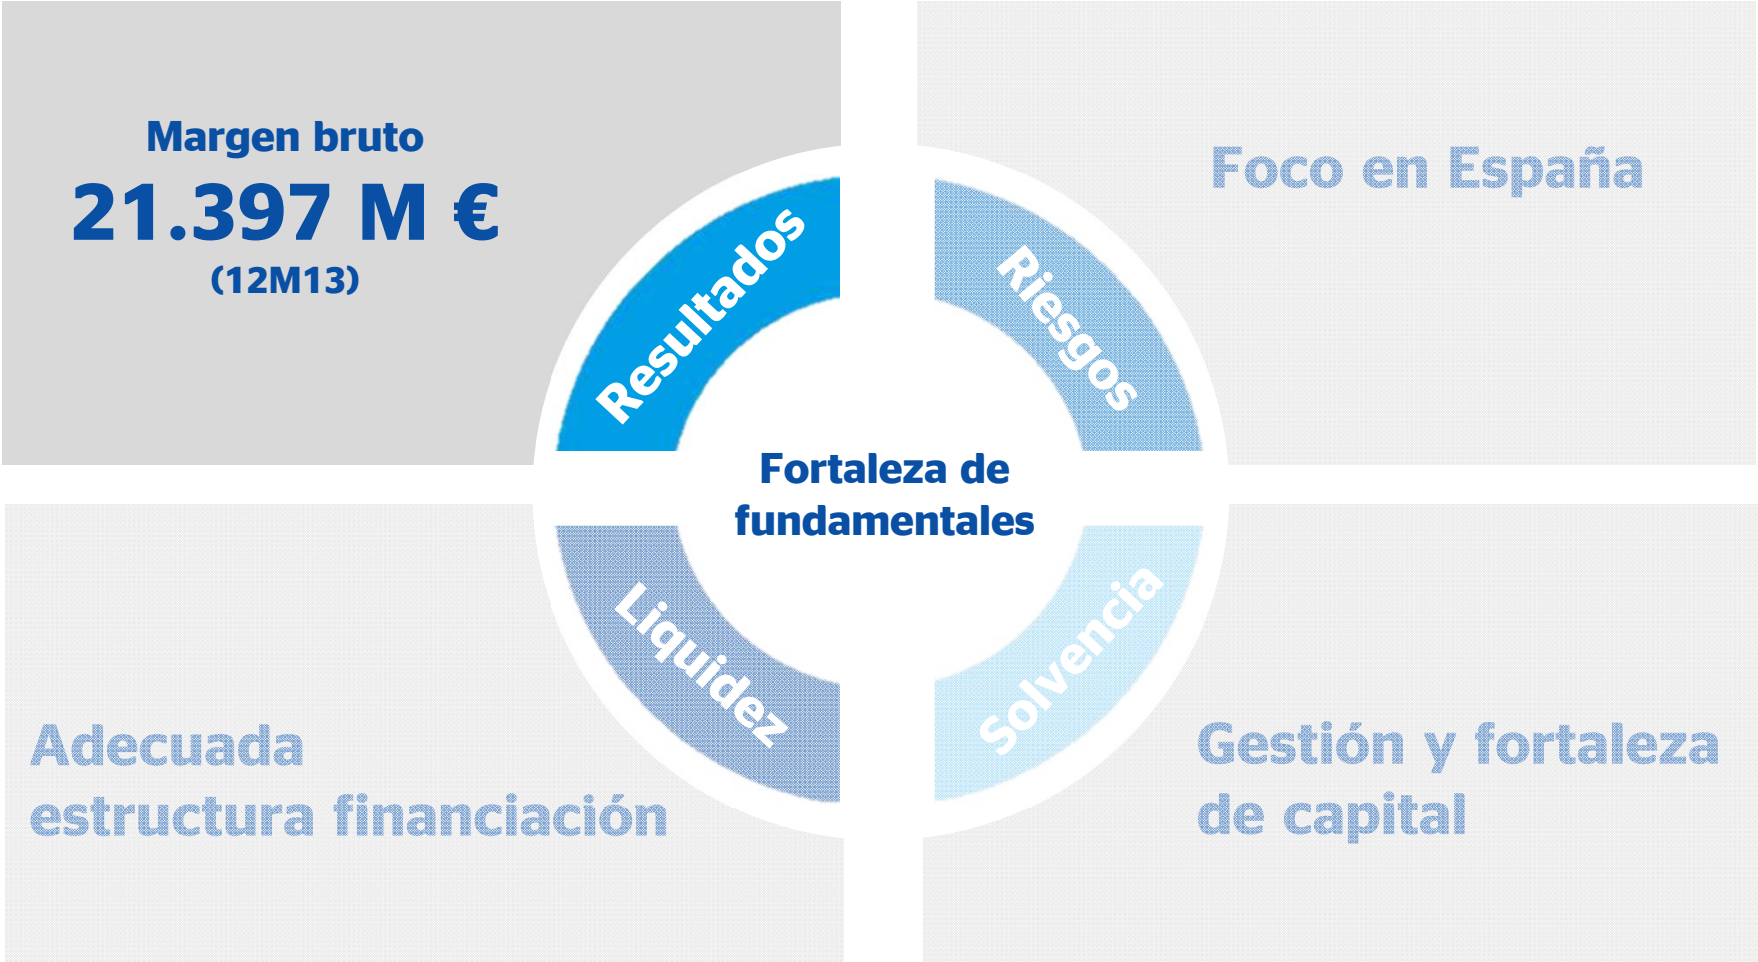 Margen bruto
21.397 M €
(12M13)
Resultados
Foco en España
Riesgos
Fortaleza de
fundamentales
Adecuada
estructura financiación
Liquidez
Gestión y fortaleza
de capital
Solvencia